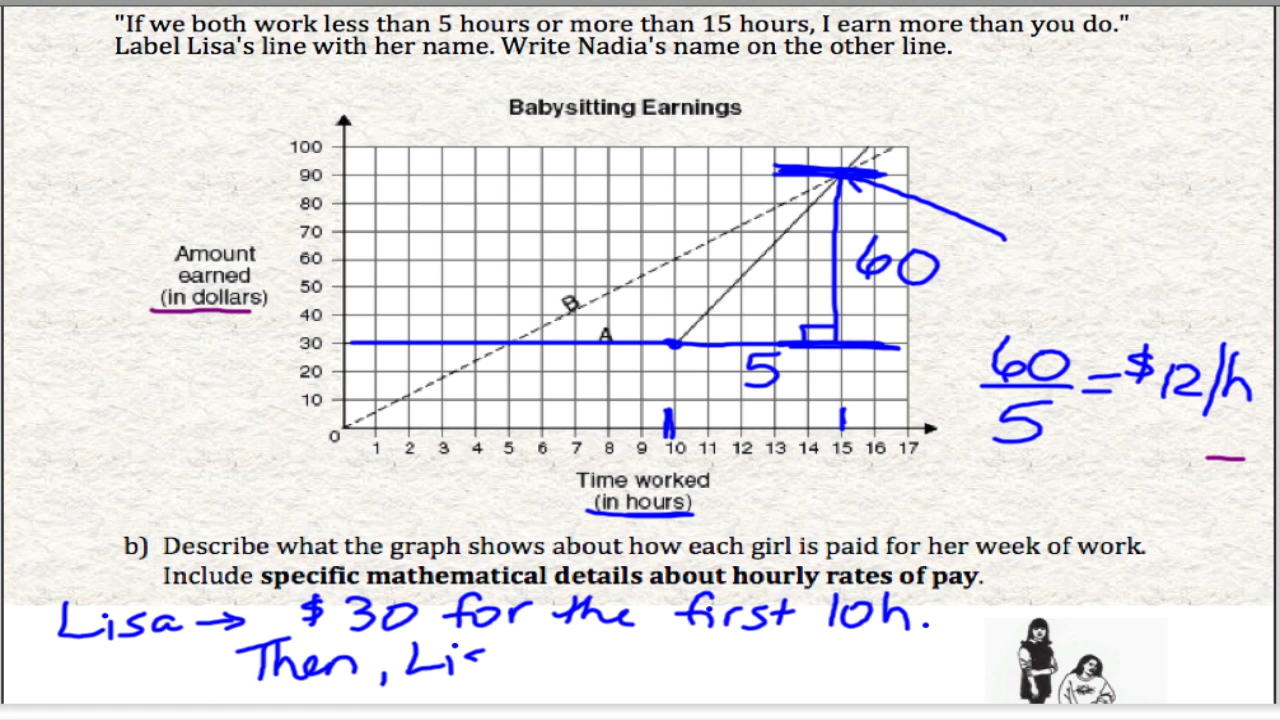 "If we both work less than 5 hours or more than 15 hours, I earn more than you do."
Label Lisa's line with her name. Write Nadia's name on the other line.
Babysitting Earnings
100
90
80
70
60
50
40
30
20
10
0
Amount
earned
(in dollars)
B
A
60
5
60
5
= $12/h
1 2 3 4 5 6 7 8 9 10 11 12 13 14 15 16 17
Time worked
(in hours)
b) Describe what the graph shows about how each girl is paid for her week of work.
Include specific mathematical details about hourly rates of pay.
Lisa → $30 for the first 10h.
Then, Lis